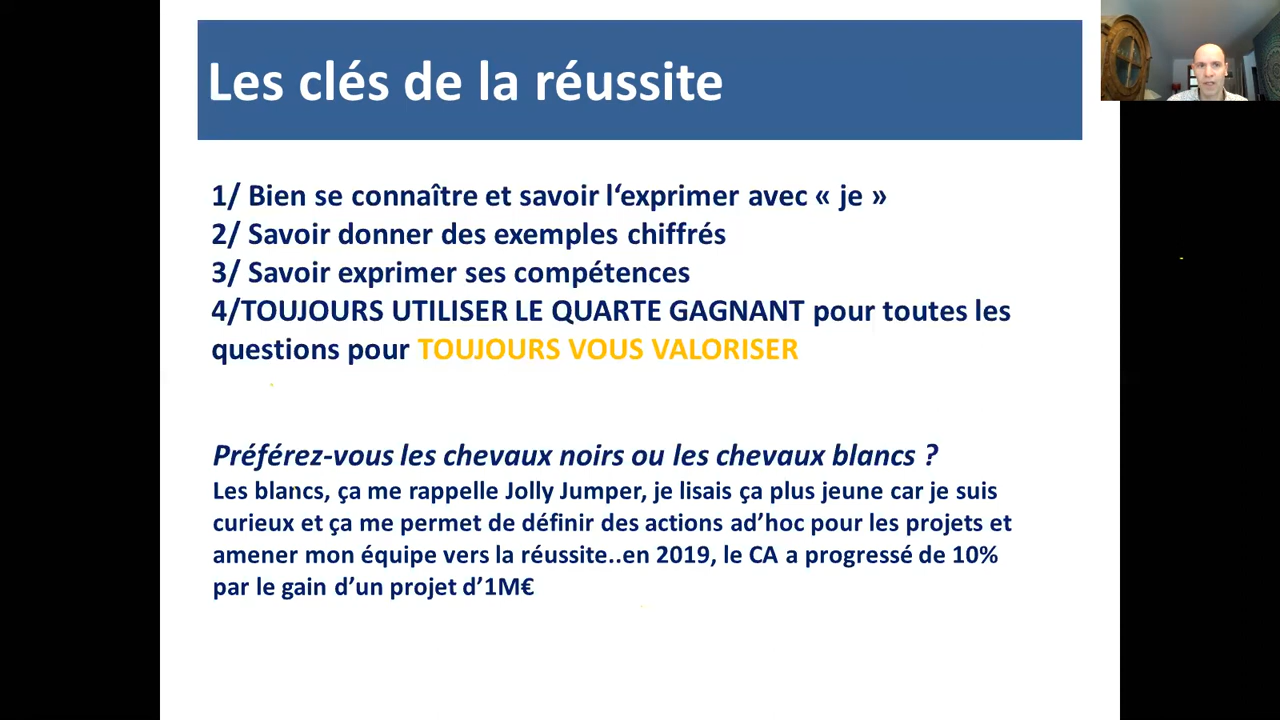 Les clés de la réussite
1/ Bien se connaître et savoir l‘exprimer avec « je »
2/ Savoir donner des exemples chiffrés
3/ Savoir exprimer ses compétences
4/TOUJOURS UTILISER LE QUARTE GAGNANT pour toutes les
questions pour TOUJOURS VOUS VALORISER
Préférez-vous les chevaux noirs ou les chevaux blancs ?
Les blancs, ça me rappelle Jolly Jumper, je lisais ça plus jeune car je suis
curieux et ça me permet de définir des actions ad’hoc pour les projets et
amener mon équipe vers la réussite..en 2019, le CA a progressé de 10%
par le gain d’un projet d’1M€